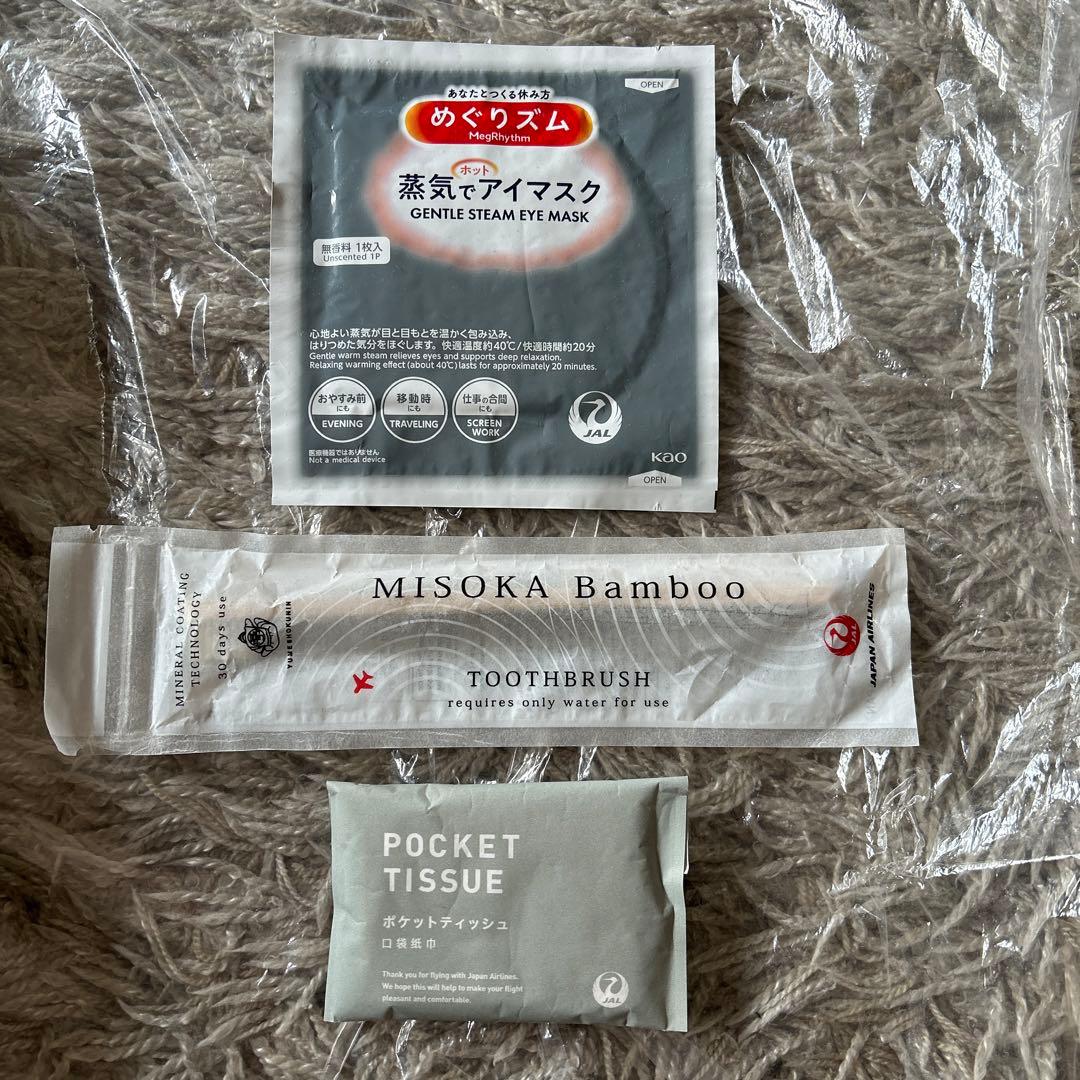 OPEN
あなたとつくる休み方
めぐりズム
MegRhythm
ホット
蒸気でアイマスク
GENTLE STEAM EYE MASK
無香料 1枚入
Unscented 1P
心地よい蒸気が目と目もとを温かく包み込み、
はりつめた気分をほぐします。快適温度約40℃/快適時間約20分
Gentle warm steam relieves eyes and supports deep relaxation.
Relaxing warming effect (about 40℃) lasts for approximately 20 minutes.
おやすみ前
にも
EVENING
移動時
にも
TRAVELING
仕事の合間
にも
SCREEN
WORK
JAL
医療機器ではありません
Not a medical device
Kao
OPEN
MINERAL COATING
TECHNOLOGY
30 days use
YUMESHOKUNIN
MISOKA Bamboo
TOOTHBRUSH
requires only water for use
JAL
JAPAN AIRLINES
POCKET
TISSUE
ポケットティッシュ
口袋纸巾
Thank you for flying with Japan Airlines.
We hope this will help to make your flight
pleasant and comfortable.
JAL